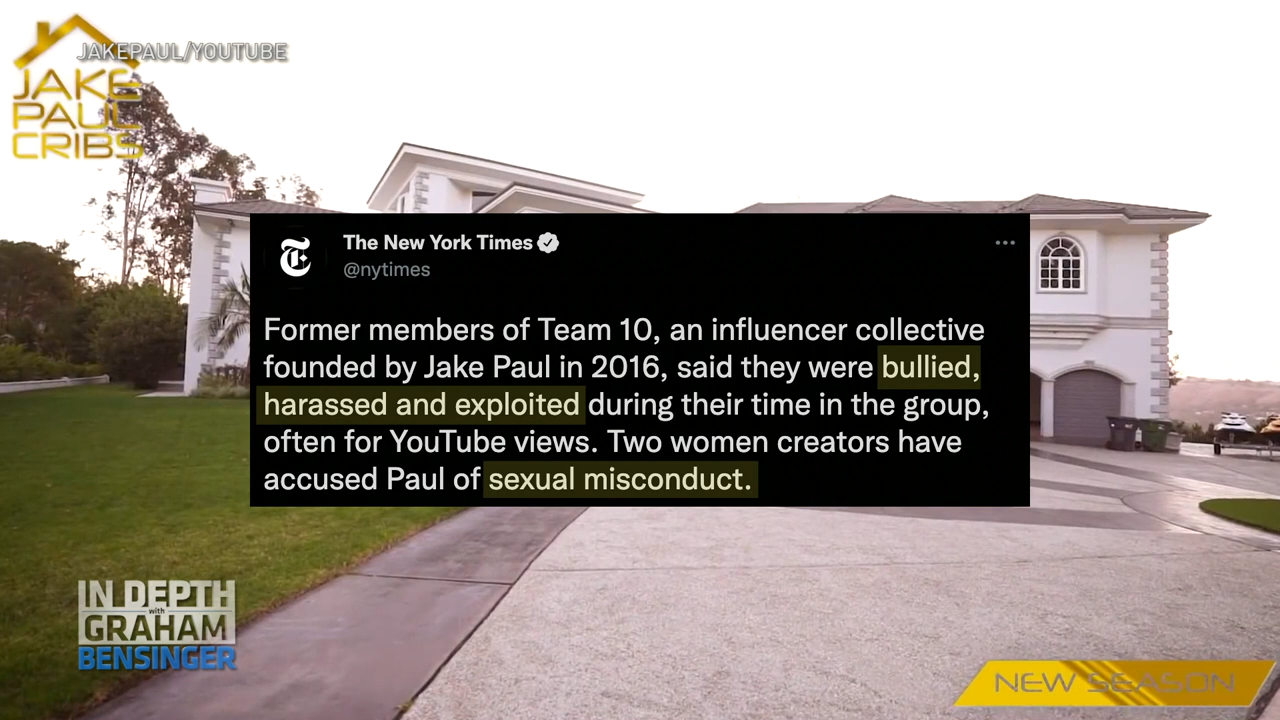 JAKEPAUL/YOUTUBE
JAKE
PAUL
CRIBS
The New York Times
@nytimes
Former members of Team 10, an influencer collective
founded by Jake Paul in 2016, said they were bullied,
harassed and exploited during their time in the group,
often for YouTube views. Two women creators have
accused Paul of sexual misconduct.
IN DEPTH
with
GRAHAM
BENSINGER
NEW SEASON